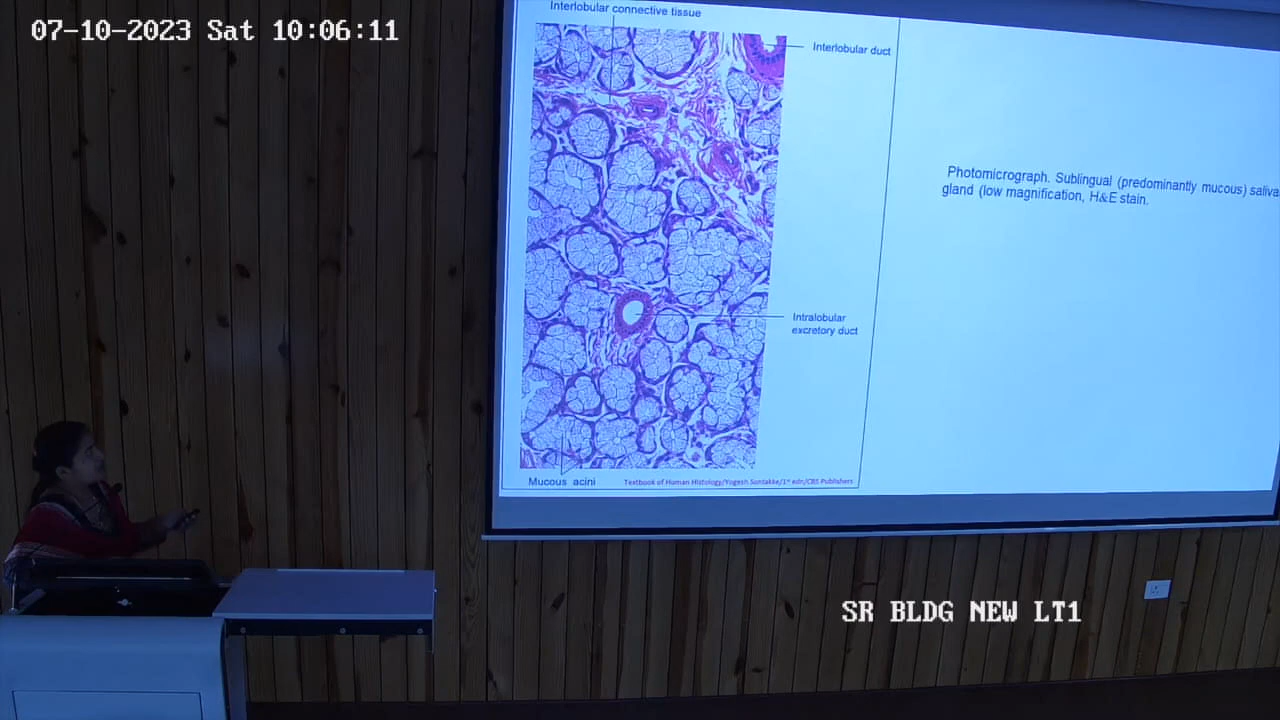 07-10-2023 Sat 10:06:11
Interlobular connective tissue
Interlobular duct
Photomicrograph. Sublingual (predominantly mucous) saliva
gland (low magnification, H&E stain.
Intralobular
excretory duct
Mucous acini
Textbook of Human Histology/Yogesh Sontakke/1st edn/CBS Publishers
SR BLDG NEW LT1